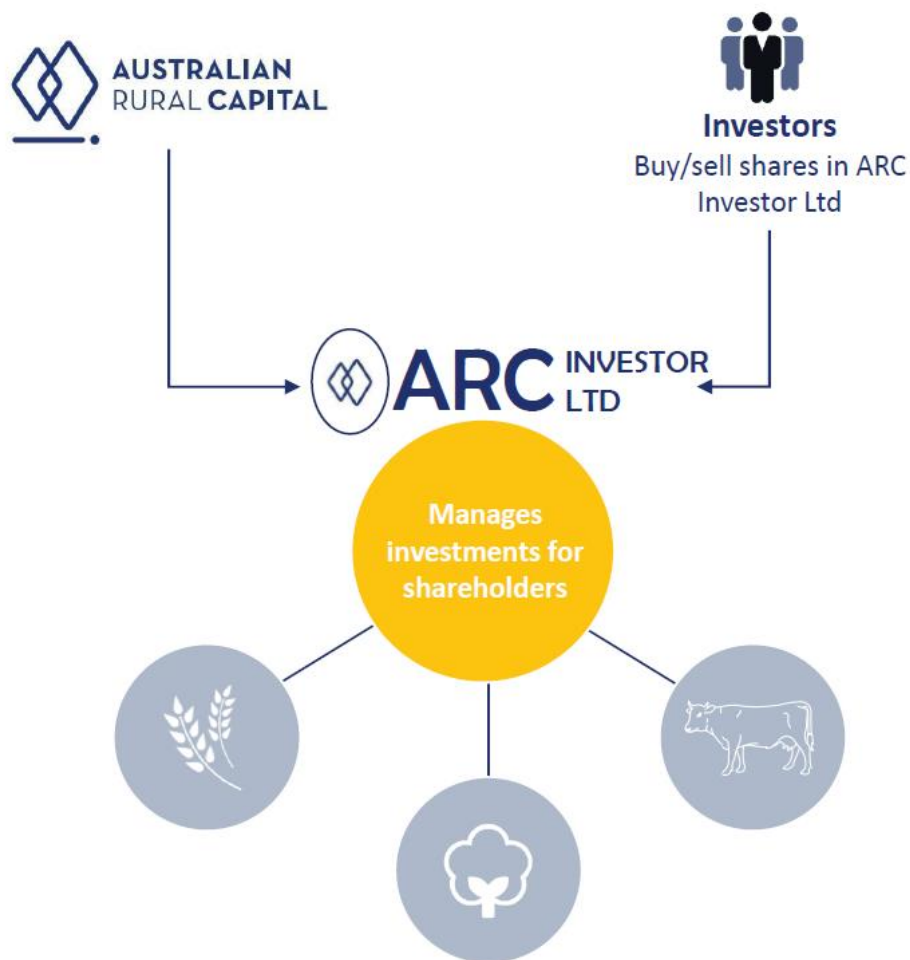 AUSTRALIAN
RURAL CAPITAL
Investors
Buy/sell shares in ARC
Investor Ltd
ARC INVESTOR
LTD
Manages
investments for
shareholders